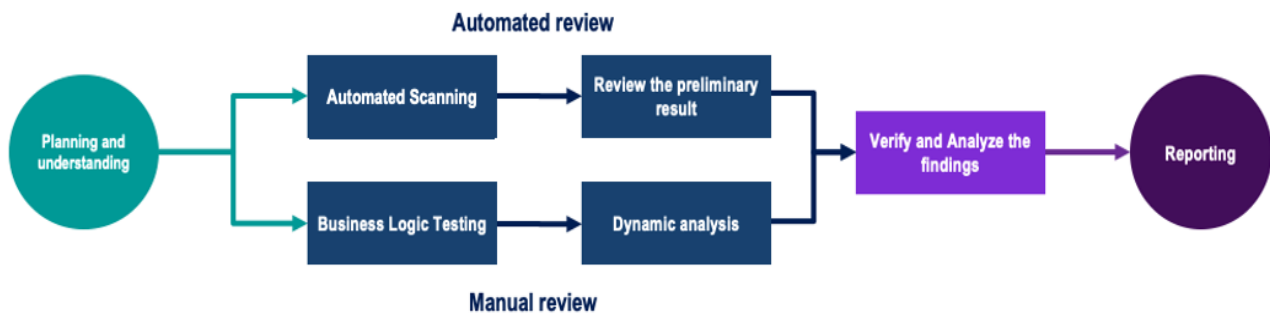 Automated review
Planning and
understanding
Automated Scanning
Review the preliminary
result
Business Logic Testing
Dynamic analysis
Verify and Analyze the
findings
Reporting
Manual review